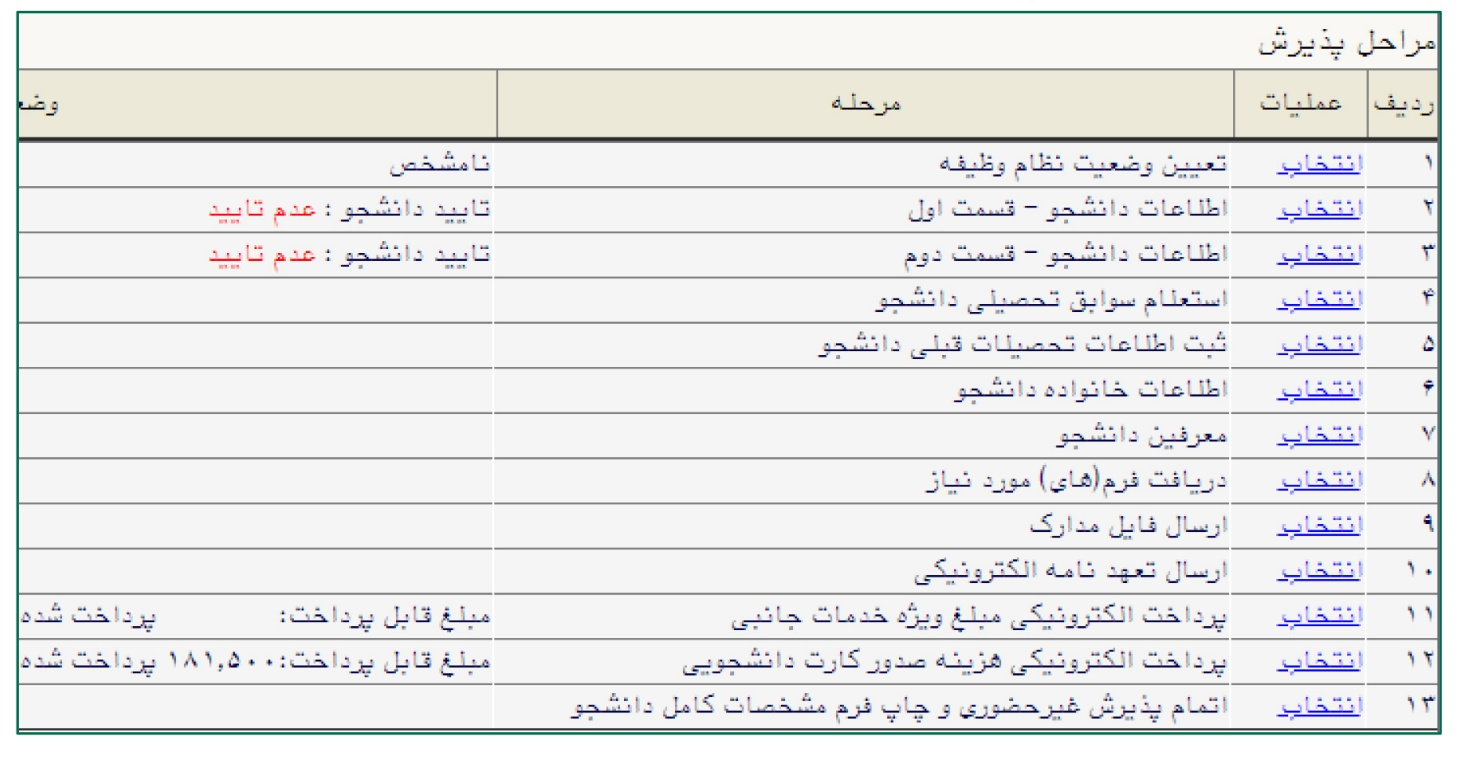 مراحل پذیرش
ردیف عملیات مرحله وضع
۱ انتخاب تعیین وضعیت نظام وظیفه نامشخص
۲ انتخاب اطلاعات دانشجو - قسمت اول تایید دانشجو : عدم تایید
۳ انتخاب اطلاعات دانشجو - قسمت دوم تایید دانشجو : عدم تایید
۴ انتخاب استعلام سوابق تحصیلی دانشجو
۵ انتخاب ثبت اطلاعات تحصیلات قبلی دانشجو
۶ انتخاب اطلاعات خانواده دانشجو
۷ انتخاب معرفین دانشجو
۸ انتخاب دریافت فرم(های) مورد نیاز
۹ انتخاب ارسال فایل مدارک
۱۰ انتخاب ارسال تعهد نامه الکترونیکی
۱۱ انتخاب پرداخت الکترونیکی مبلغ ویژه خدمات جانبی مبلغ قابل پرداخت: پرداخت شده
۱۲ انتخاب پرداخت الکترونیکی هزینه صدور کارت دانشجویی مبلغ قابل پرداخت:۱۸۱,۵۰۰ پرداخت شده
۱۳ انتخاب اتمام پذیرش غیرحضوری و چاپ فرم مشخصات کامل دانشجو